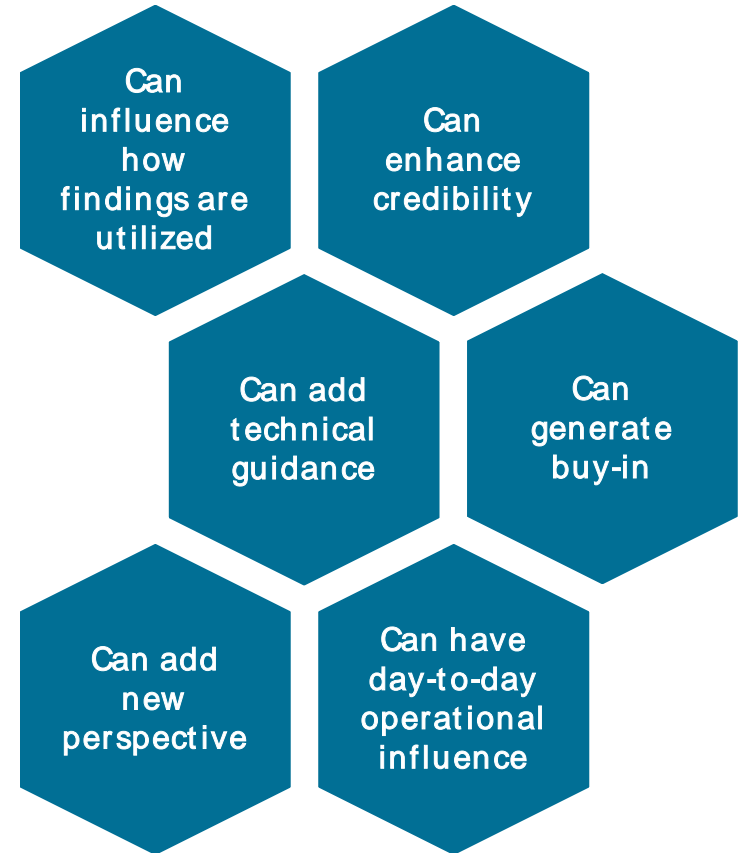 Can
influence
how
findings are
utilized
Can
enhance
credibility
Can add
technical
guidance
Can
generate
buy-in
Can add
new
perspective
Can have
day-to-day
operational
influence